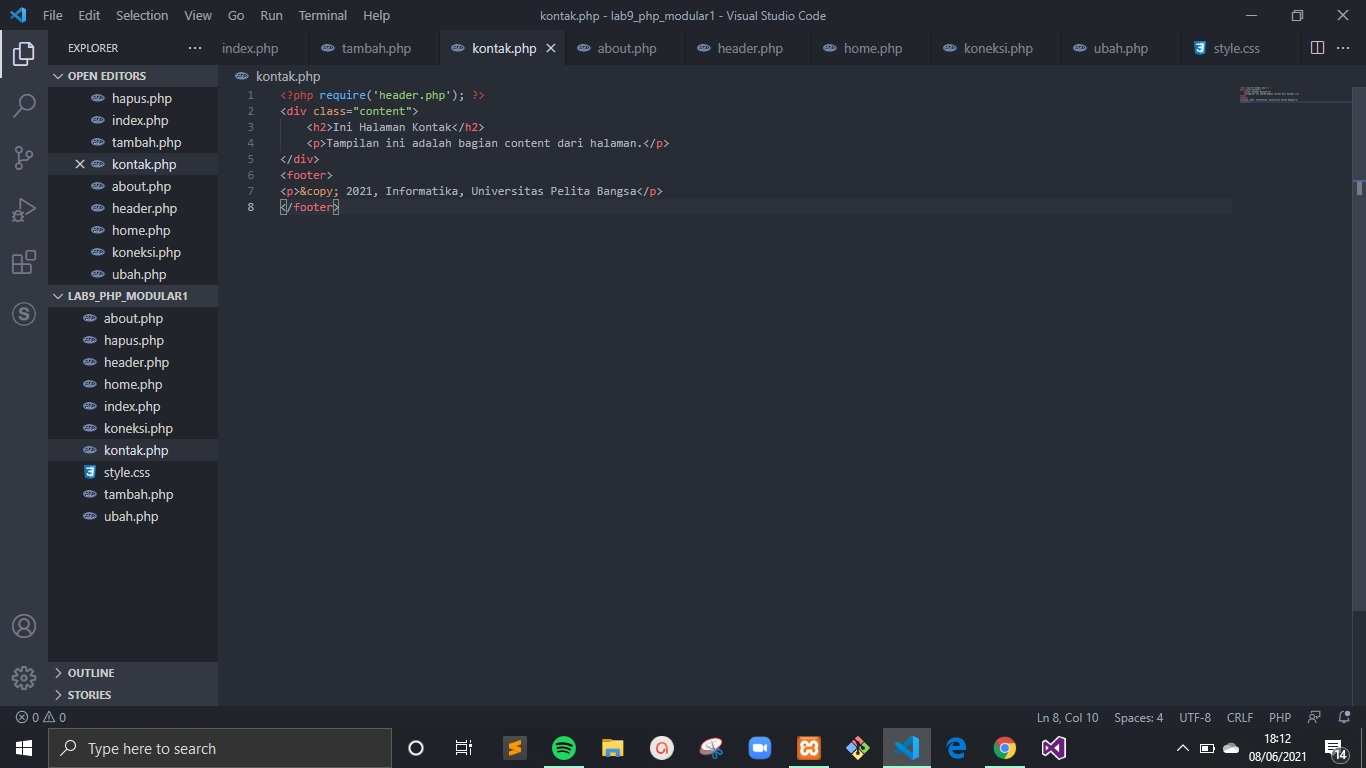 File Edit Selection View Go Run Terminal Help kontak.php - lab9_php_modular1 - Visual Studio Code
EXPLORER ... index.php tambah.php kontak.php about.php header.php home.php koneksi.php ubah.php style.css ...
OPEN EDITORS
hapus.php
index.php
tambah.php
kontak.php
about.php
header.php
home.php
koneksi.php
ubah.php
LAB9_PHP_MODULAR1
about.php
hapus.php
header.php
home.php
index.php
koneksi.php
kontak.php
style.css
tambah.php
ubah.php
OUTLINE
STORIES
kontak.php
1 <?php require('header.php'); ?>
2 <div class="content">
3     <h2>Ini Halaman Kontak</h2>
4     <p>Tampilan ini adalah bagian content dari halaman.</p>
5 </div>
6 <footer>
7 <p>&copy; 2021, Informatika, Universitas Pelita Bangsa</p>
8 </footer>
0 0 Ln 8, Col 10 Spaces: 4 UTF-8 CRLF PHP
Type here to search
18:12
08/06/2021
14